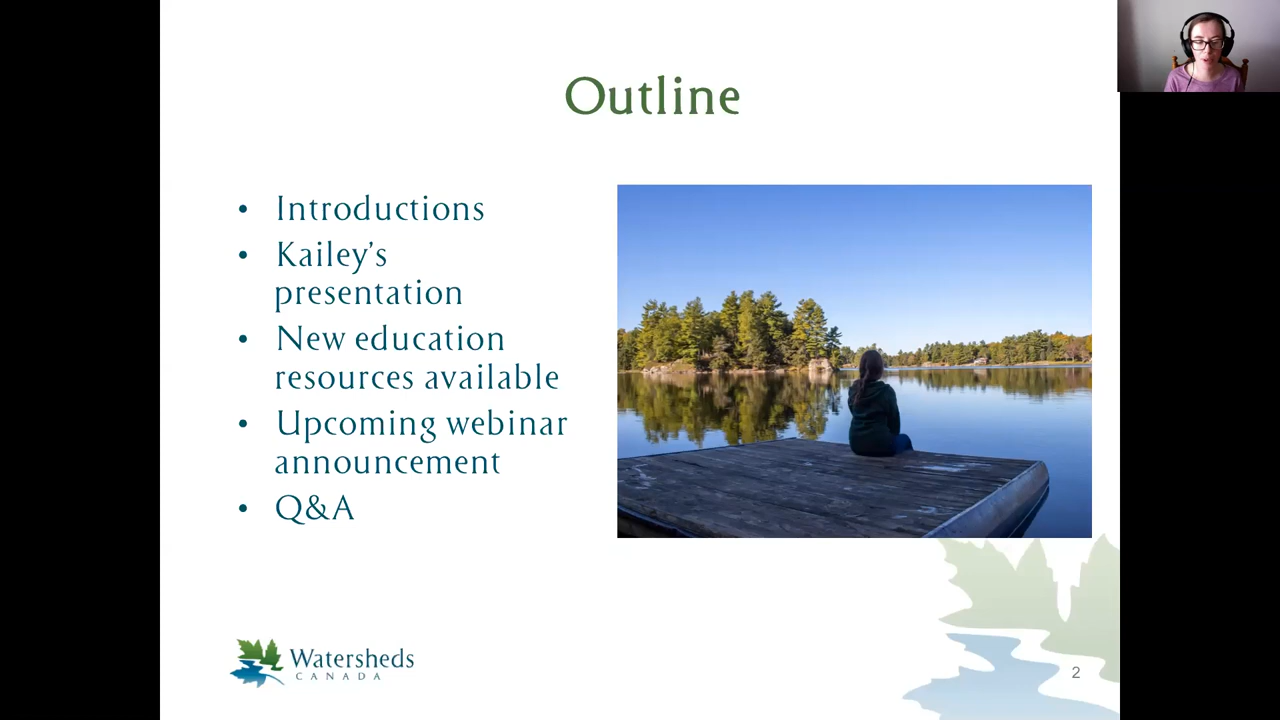 Outline
• Introductions
• Kailey’s
presentation
• New education
resources available
• Upcoming webinar
announcement
• Q&A
Watersheds
CANADA
2